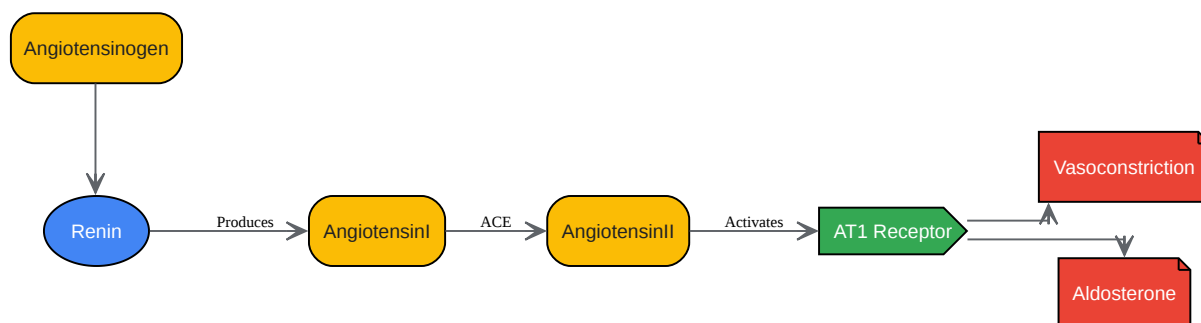 Angiotensinogen
Vasoconstriction
Renin
Produces
AngiotensinI
ACE
AngiotensinII
Activates
AT1 Receptor
Aldosterone